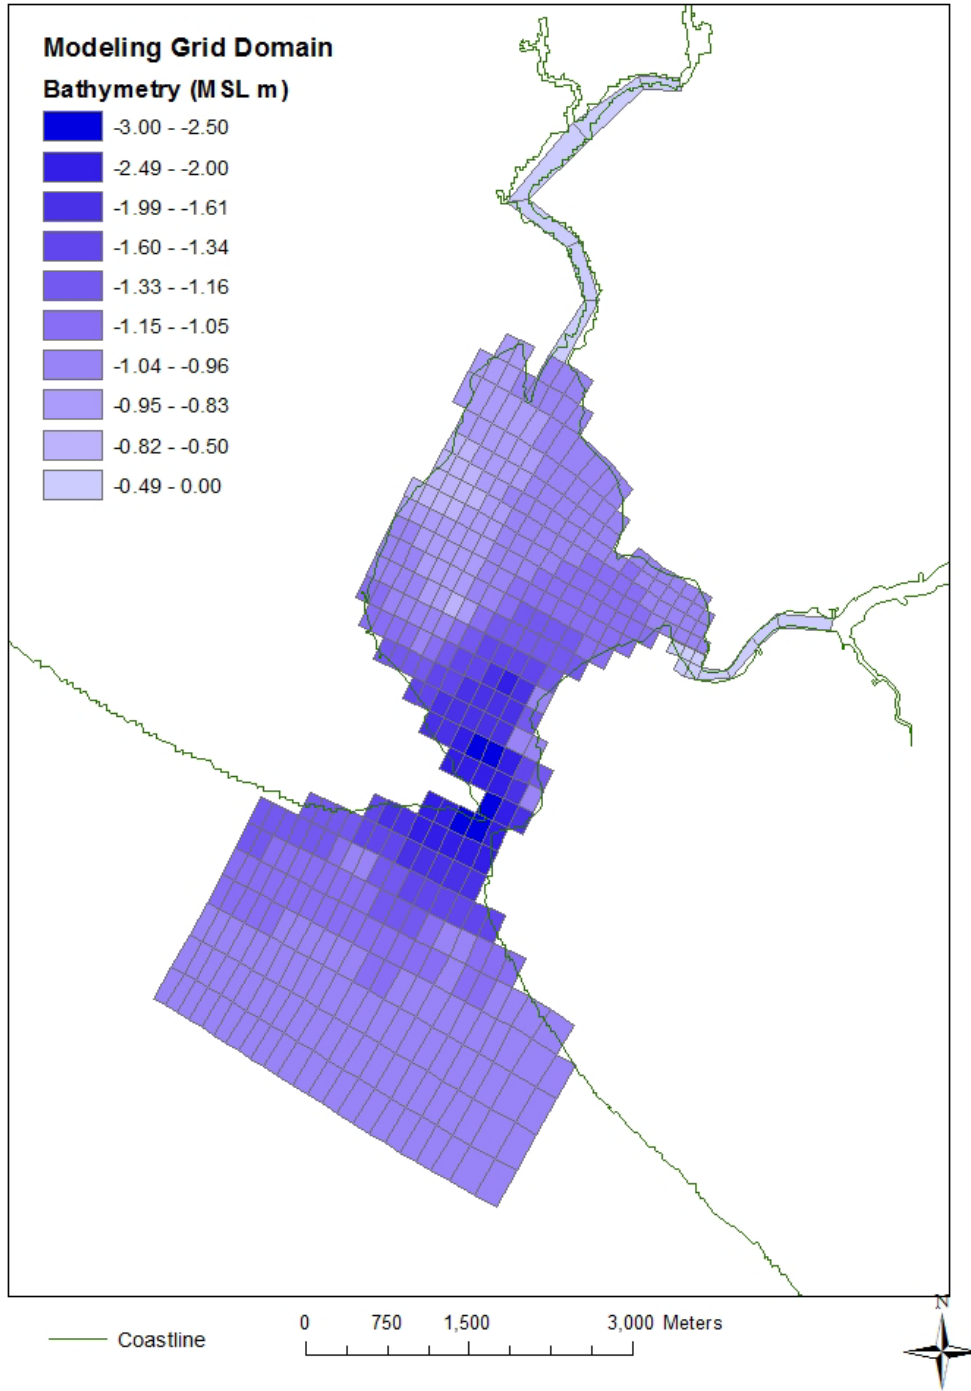 Modeling Grid Domain
Bathymetry (MSL m)
-3.00 - -2.50
-2.49 - -2.00
-1.99 - -1.61
-1.60 - -1.34
-1.33 - -1.16
-1.15 - -1.05
-1.04 - -0.96
-0.95 - -0.83
-0.82 - -0.50
-0.49 - 0.00
N
0 750 1,500 3,000 Meters
Coastline